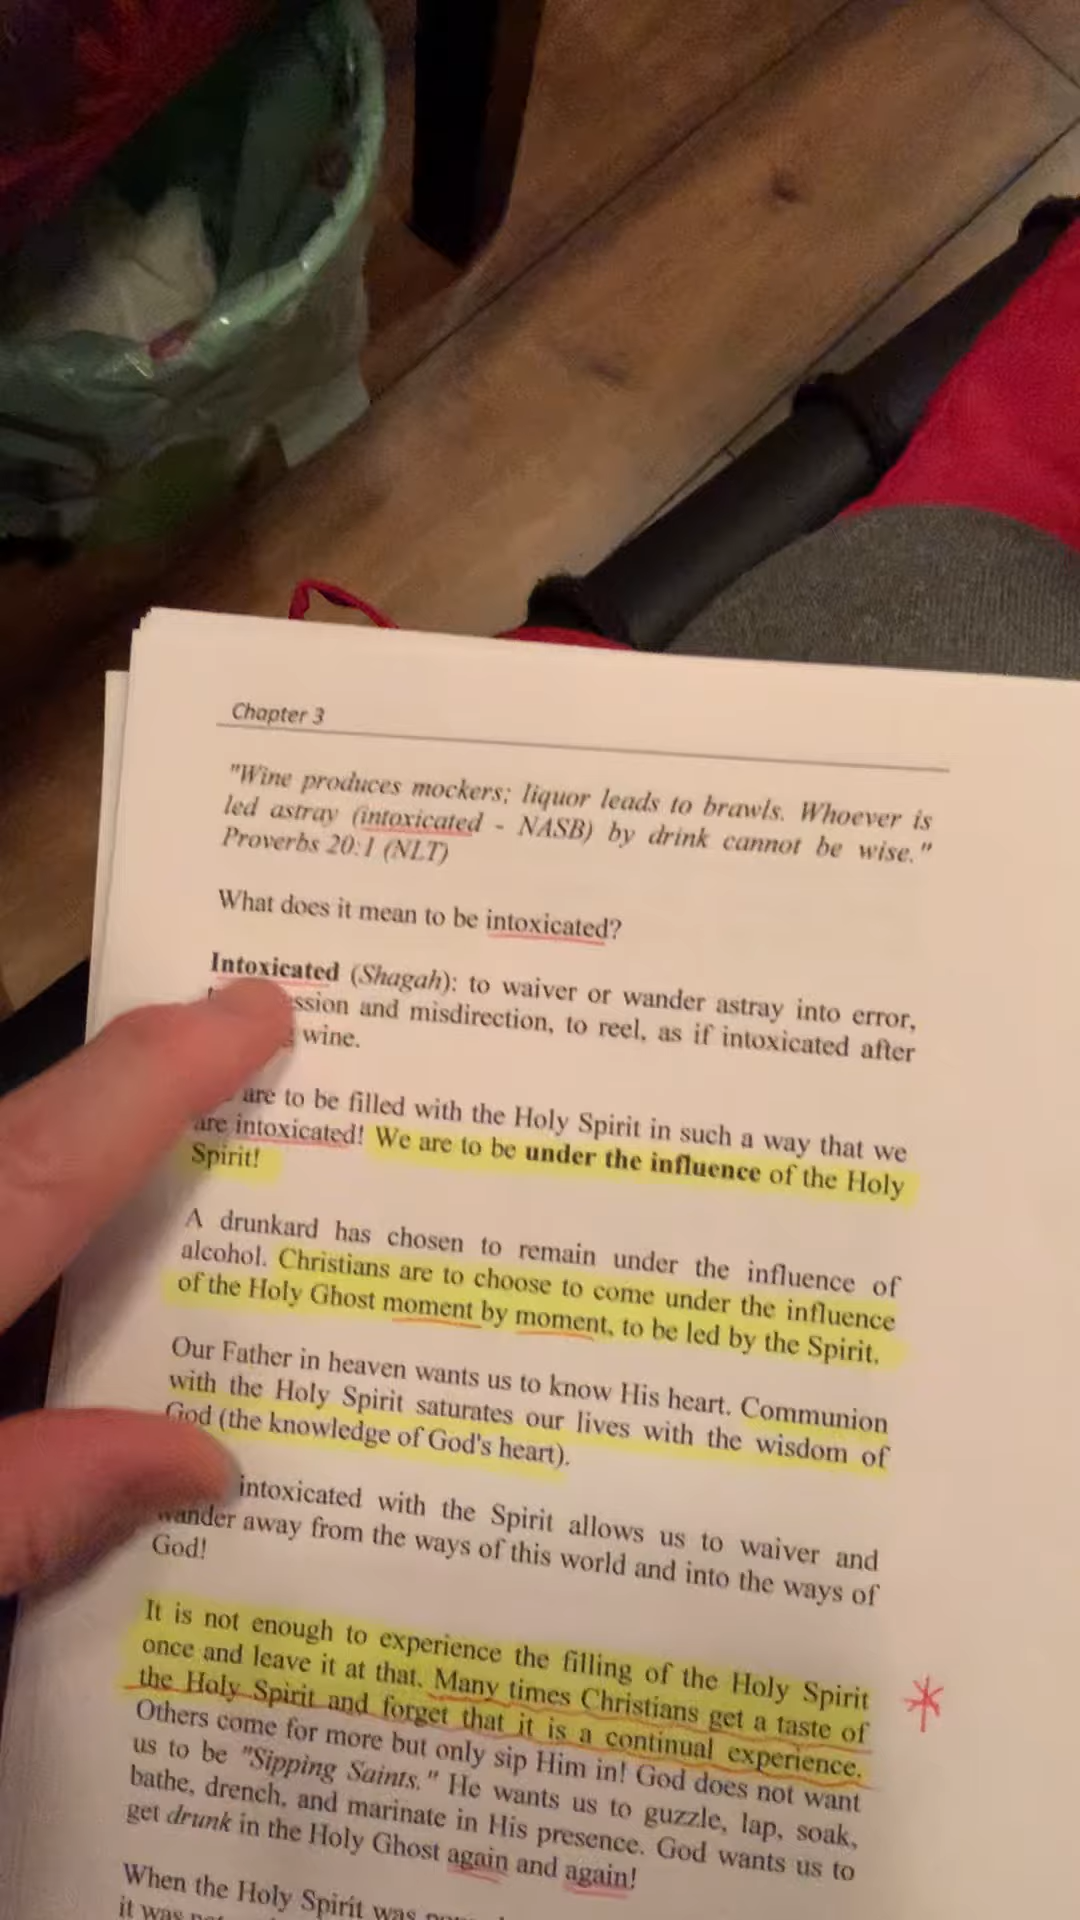 Chapter 3
"Wine produces mockers; liquor leads to brawls. Whoever is
led astray (intoxicated - NASB) by drink cannot be wise."
Proverbs 20:1 (NLT)
What does it mean to be intoxicated?
Intoxicated (Shagah): to waiver or wander astray into error,
and misdirection, to reel, as if intoxicated after
wine.
are to be filled with the Holy Spirit in such a way that we
are intoxicated! We are to be under the influence of the Holy
Spirit!
A drunkard has chosen to remain under the influence of
alcohol. Christians are to choose to come under the influence
of the Holy Ghost moment by moment, to be led by the Spirit.
Our Father in heaven wants us to know His heart. Communion
with the Holy Spirit saturates our lives with the wisdom of
God (the knowledge of God's heart).
intoxicated with the Spirit allows us to waiver and
wander away from the ways of this world and into the ways of
God!
It is not enough to experience the filling of the Holy Spirit
once and leave it at that. Many times Christians get a taste of
the Holy Spirit and forget that it is a continual experience.
Others come for more but only sip Him in! God does not want
us to be "Sipping Saints." He wants us to guzzle, lap, soak,
bathe, drench, and marinate in His presence. God wants us to
get drunk in the Holy Ghost again and again!
When the Holy Spirit was
it was